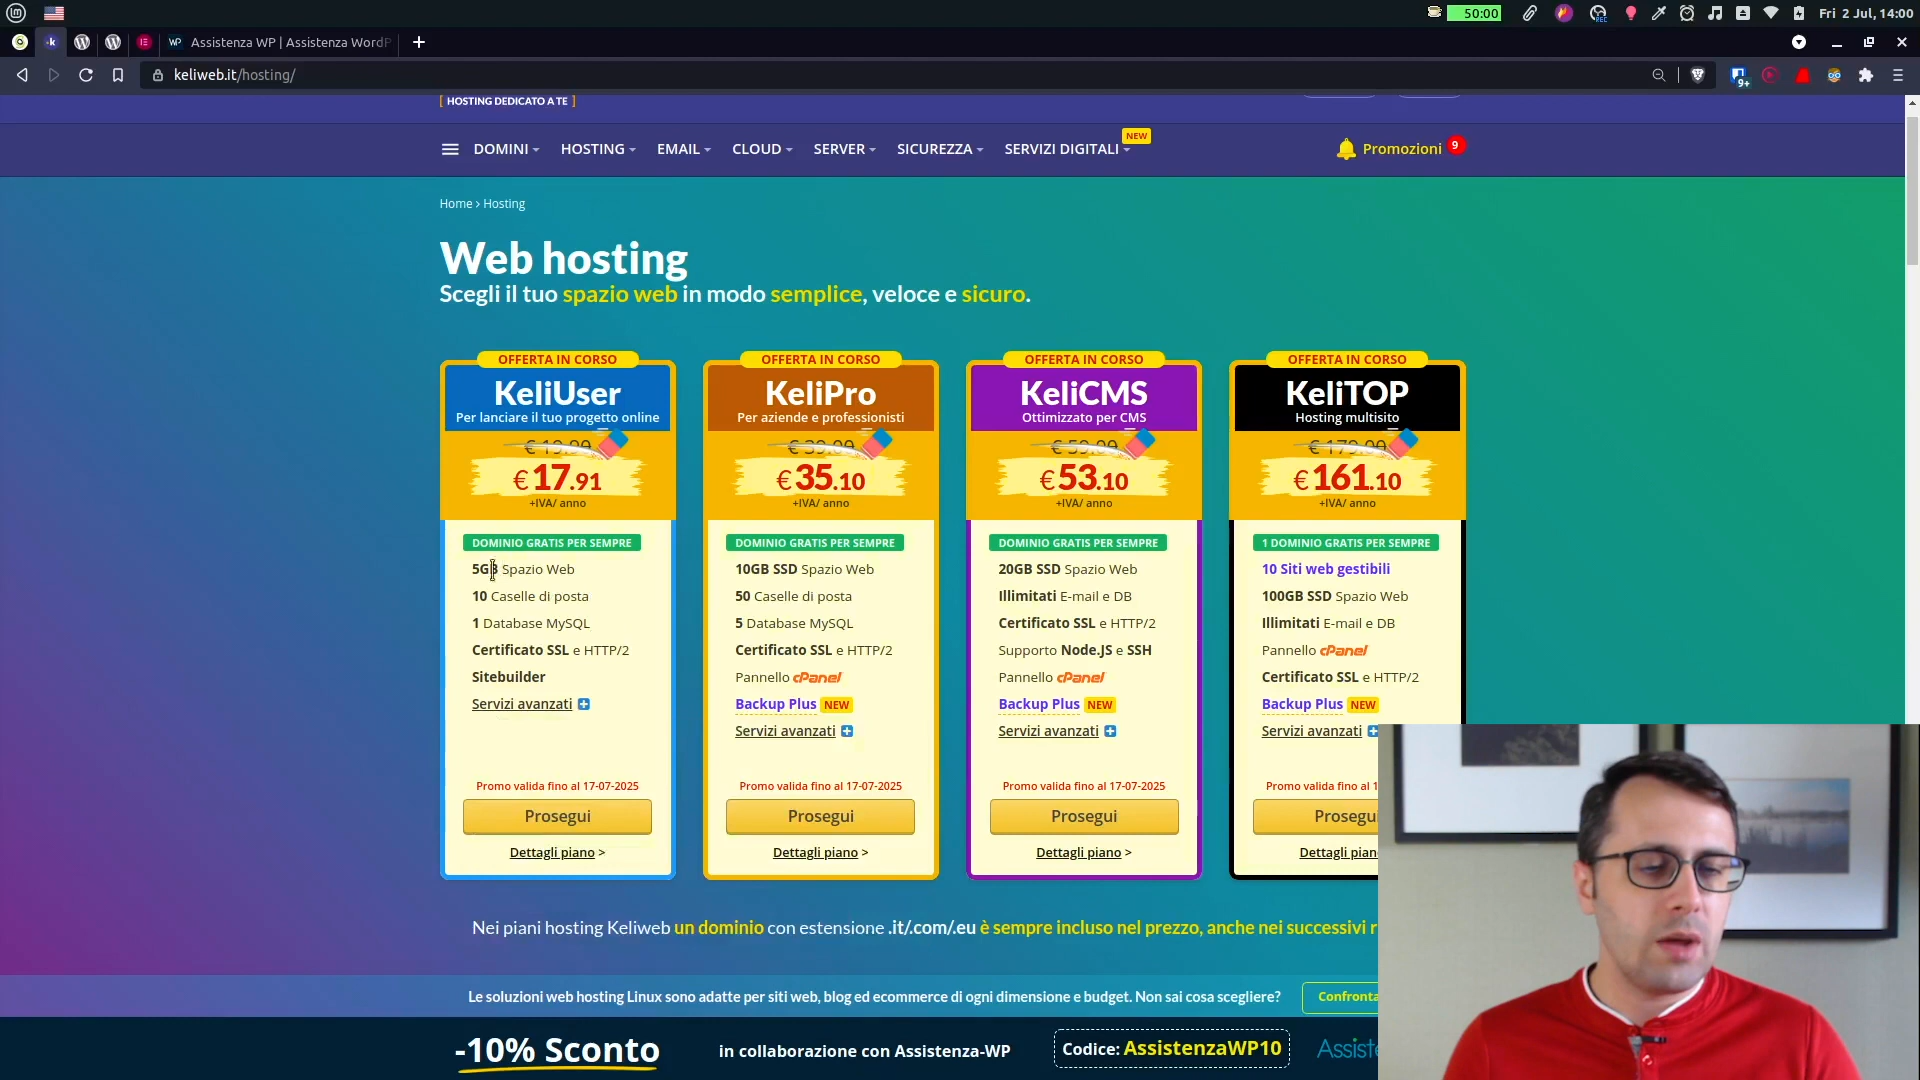 50:00
REC
Fri 2 Jul, 14:00
Assistenza WP | Assistenza WordP
keliweb.it/hosting/
9+
[ HOSTING DEDICATO A TE ]
DOMINI
HOSTING
EMAIL
CLOUD
SERVER
SICUREZZA
SERVIZI DIGITALI
NEW
Promozioni
9
Home › Hosting
Web hosting
Scegli il tuo spazio web in modo semplice, veloce e sicuro.
OFFERTA IN CORSO
KeliUser
Per lanciare il tuo progetto online
€ 19.90
€ 17.91
+IVA/ anno
DOMINIO GRATIS PER SEMPRE
5GB Spazio Web
10 Caselle di posta
1 Database MySQL
Certificato SSL e HTTP/2
Sitebuilder
Servizi avanzati
Promo valida fino al 17-07-2025
Prosegui
Dettagli piano >
OFFERTA IN CORSO
KeliPro
Per aziende e professionisti
€ 39.00
€ 35.10
+IVA/ anno
DOMINIO GRATIS PER SEMPRE
10GB SSD Spazio Web
50 Caselle di posta
5 Database MySQL
Certificato SSL e HTTP/2
Pannello cPanel
Backup Plus NEW
Servizi avanzati
Promo valida fino al 17-07-2025
Prosegui
Dettagli piano >
OFFERTA IN CORSO
KeliCMS
Ottimizzato per CMS
€ 59.00
€ 53.10
+IVA/ anno
DOMINIO GRATIS PER SEMPRE
20GB SSD Spazio Web
Illimitati E-mail e DB
Certificato SSL e HTTP/2
Supporto Node.JS e SSH
Pannello cPanel
Backup Plus NEW
Servizi avanzati
Promo valida fino al 17-07-2025
Prosegui
Dettagli piano >
OFFERTA IN CORSO
KeliTOP
Hosting multisito
€ 179.00
€ 161.10
+IVA/ anno
1 DOMINIO GRATIS PER SEMPRE
10 Siti web gestibili
100GB SSD Spazio Web
Illimitati E-mail e DB
Pannello cPanel
Certificato SSL e HTTP/2
Backup Plus NEW
Servizi avanzati
Promo valida fino al 1
Prosegui
Dettagli pian
Nei piani hosting Keliweb un dominio con estensione .it/.com/.eu è sempre incluso nel prezzo, anche nei successivi r
Le soluzioni web hosting Linux sono adatte per siti web, blog ed ecommerce di ogni dimensione e budget. Non sai cosa scegliere?
Confronta
-10% Sconto
in collaborazione con Assistenza-WP
Codice: AssistenzaWP10
Assiste